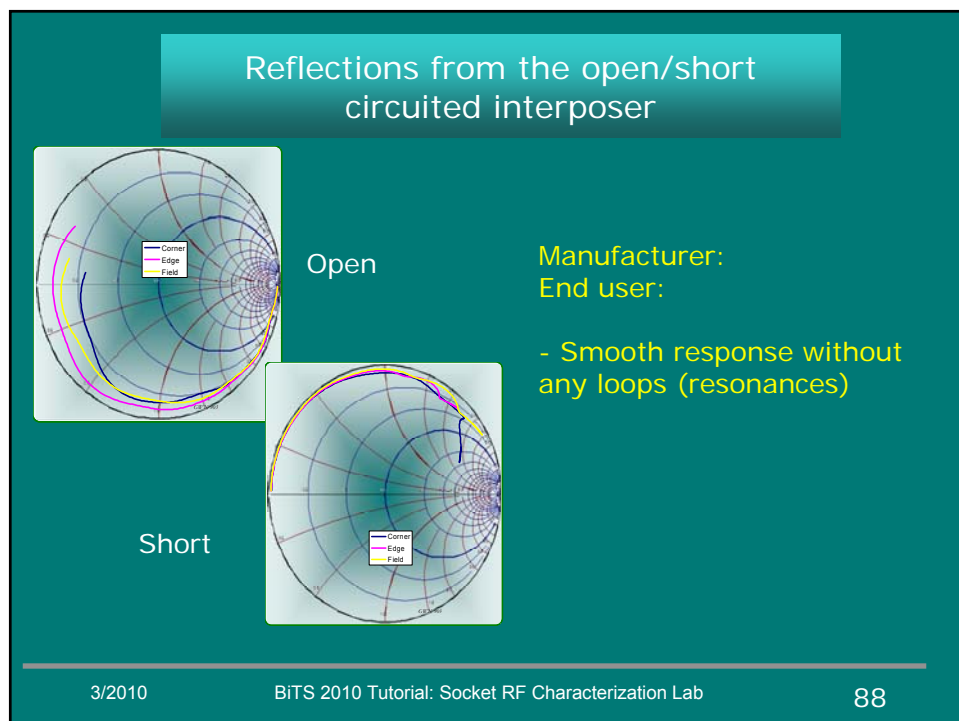 Reflections from the open/short
circuited interposer
Corner
Edge
Field
Open
Manufacturer:
End user:
- Smooth response without
any loops (resonances)
Short
Corner
Edge
Field
3/2010
BiTS 2010 Tutorial: Socket RF Characterization Lab
88